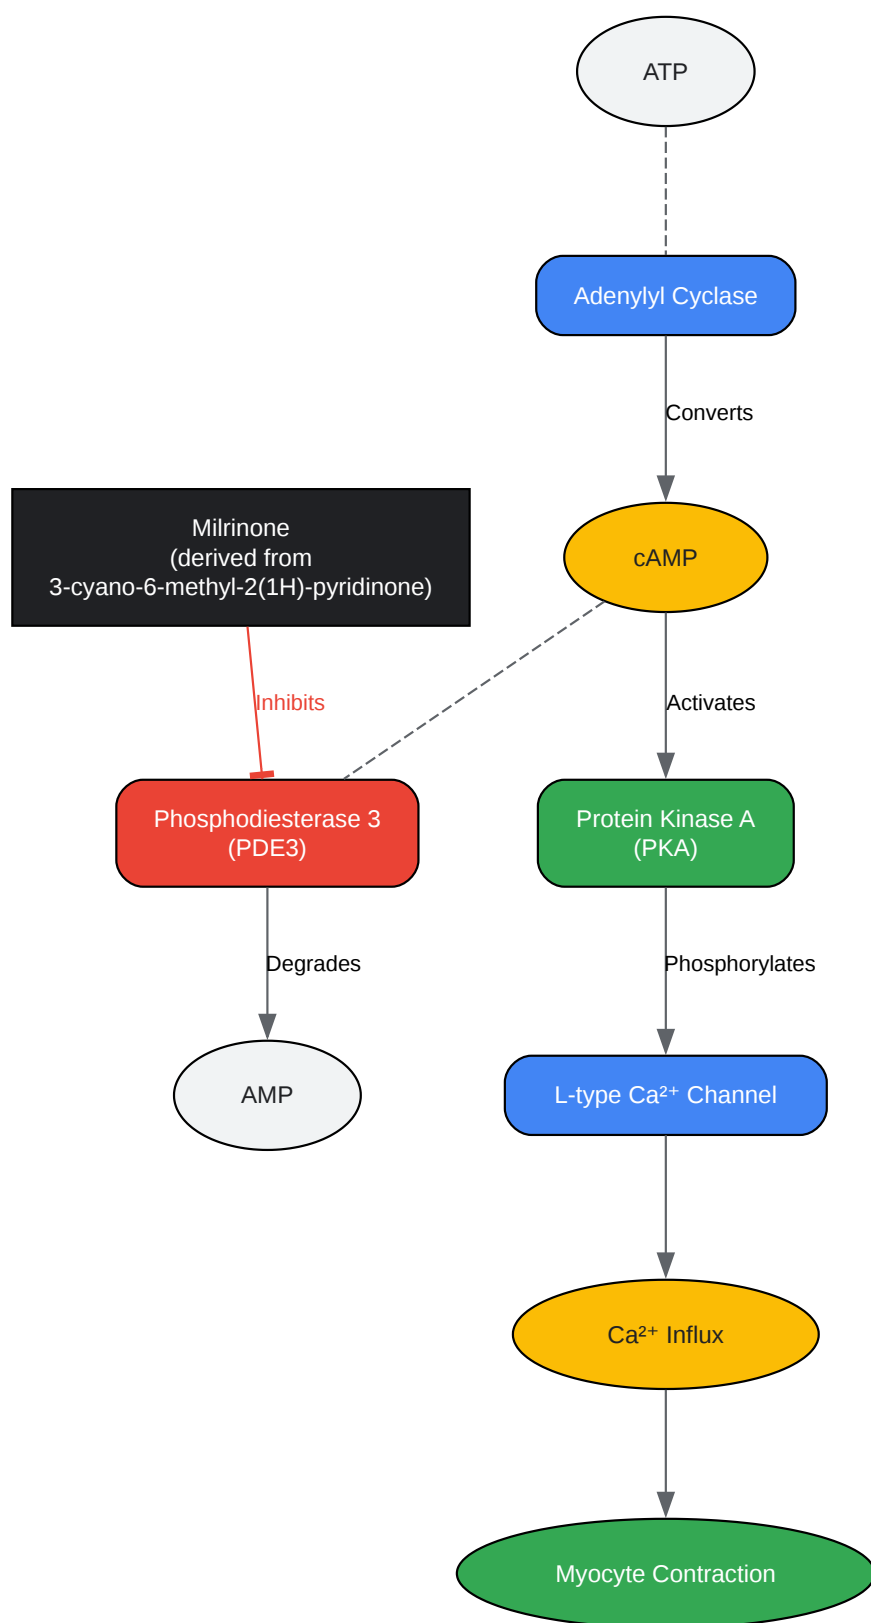 ATP
Adenylyl Cyclase
Converts
Milrinone
(derived from
3-cyano-6-methyl-2(1H)-pyridinone)
cAMP
Inhibits
Activates
Phosphodiesterase 3
(PDE3)
Protein Kinase A
(PKA)
Degrades
Phosphorylates
AMP
L-type Ca²⁺ Channel
Ca²⁺ Influx
Myocyte Contraction